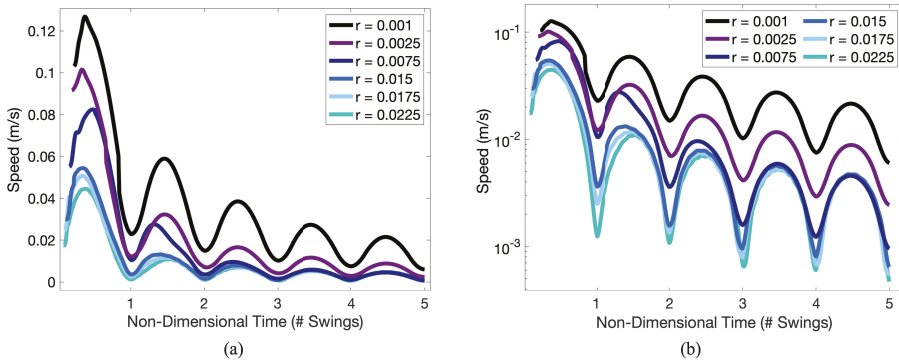 0.12
0.1
0.08
0.06
0.04
0.02
0
Speed (m/s)
r = 0.001
r = 0.0025
r = 0.0075
r = 0.015
r = 0.0175
r = 0.0225
1 2 3 4 5
Non-Dimensional Time (# Swings)
(a)
10^-1
10^-2
10^-3
Speed (m/s)
r = 0.001 r = 0.015
r = 0.0025 r = 0.0175
r = 0.0075 r = 0.0225
1 2 3 4 5
Non-Dimensional Time (# Swings)
(b)